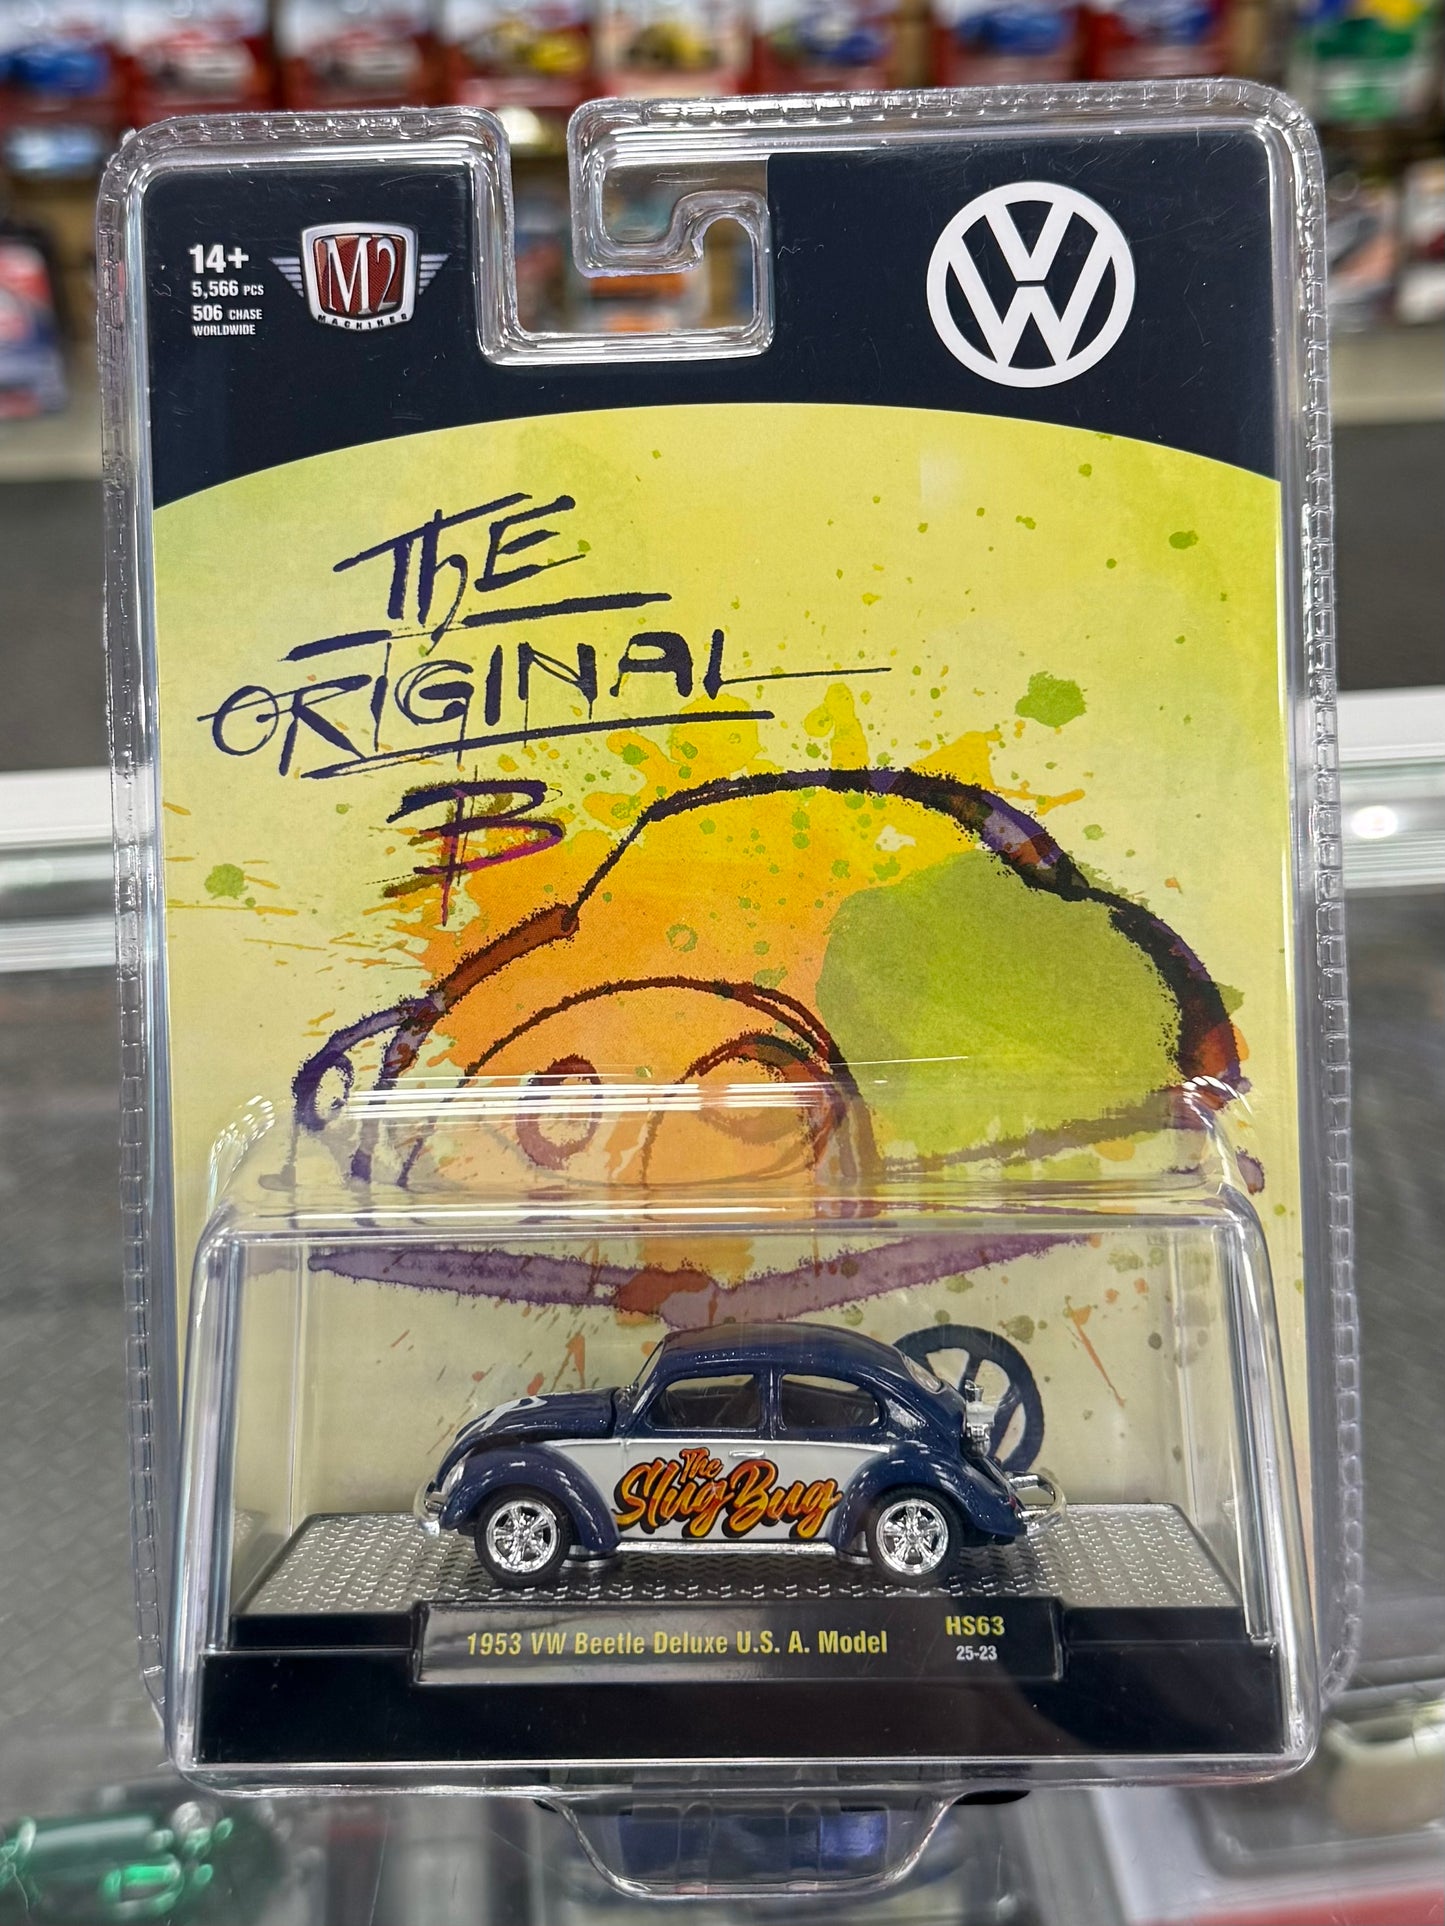 14+
5,566 PCS
506 CHASE
WORLDWIDE
M2
MACHINES
VW
ThE
ORIGINAL
B
The
Slug Bug
1953 VW Beetle Deluxe U.S. A. Model
HS63
25-23